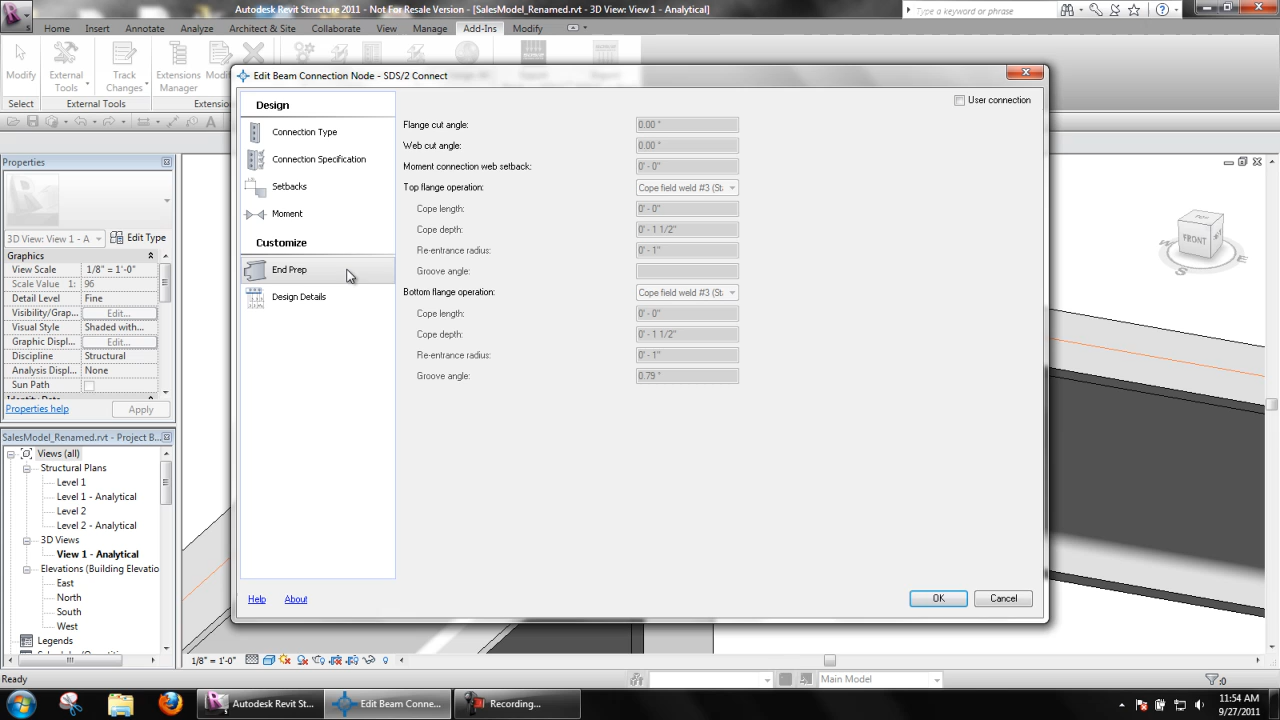 Autodesk Revit Structure 2011 - Not For Resale Version - [SalesModel_Renamed.rvt - 3D View: View 1 - Analytical]
Type a keyword or phrase
Home Insert Annotate Analyze Architect & Site Collaborate View Manage Add-Ins Modify
Modify
External
Tools
Track
Changes
Extensions
Manager
Modif
Select External Tools Extensio
Edit Beam Connection Node - SDS/2 Connect
Design
Connection Type
Connection Specification
Setbacks
Moment
Customize
End Prep
Design Details
Help About
User connection
Flange cut angle: 0.00 °
Web cut angle: 0.00 °
Moment connection web setback: 0' - 0"
Top flange operation: Cope field weld #3 (St
Cope length: 0' - 0"
Cope depth: 0' - 1 1/2"
Re-entrance radius: 0' - 1"
Groove angle:
Bottom flange operation: Cope field weld #3 (St
Cope length: 0' - 0"
Cope depth: 0' - 1 1/2"
Re-entrance radius: 0' - 1"
Groove angle: 0.79 °
OK Cancel
Properties
3D View: View 1 - A Edit Type
Graphics
View Scale 1/8" = 1'-0"
Scale Value 1: 96
Detail Level Fine
Visibility/Grap... Edit...
Visual Style Shaded with...
Graphic Displ... Edit...
Discipline Structural
Analysis Displ... None
Sun Path
Identity Data
Properties help Apply
SalesModel_Renamed.rvt - Project B...
Views (all)
Structural Plans
Level 1
Level 1 - Analytical
Level 2
Level 2 - Analytical
3D Views
View 1 - Analytical
Elevations (Building Elevatio
East
North
South
West
Legends
TOP
FRONT
S
1/8" = 1'-0"
Ready
Main Model
:0
Autodesk Revit St... Edit Beam Conne... Recording...
11:54 AM
9/27/2011